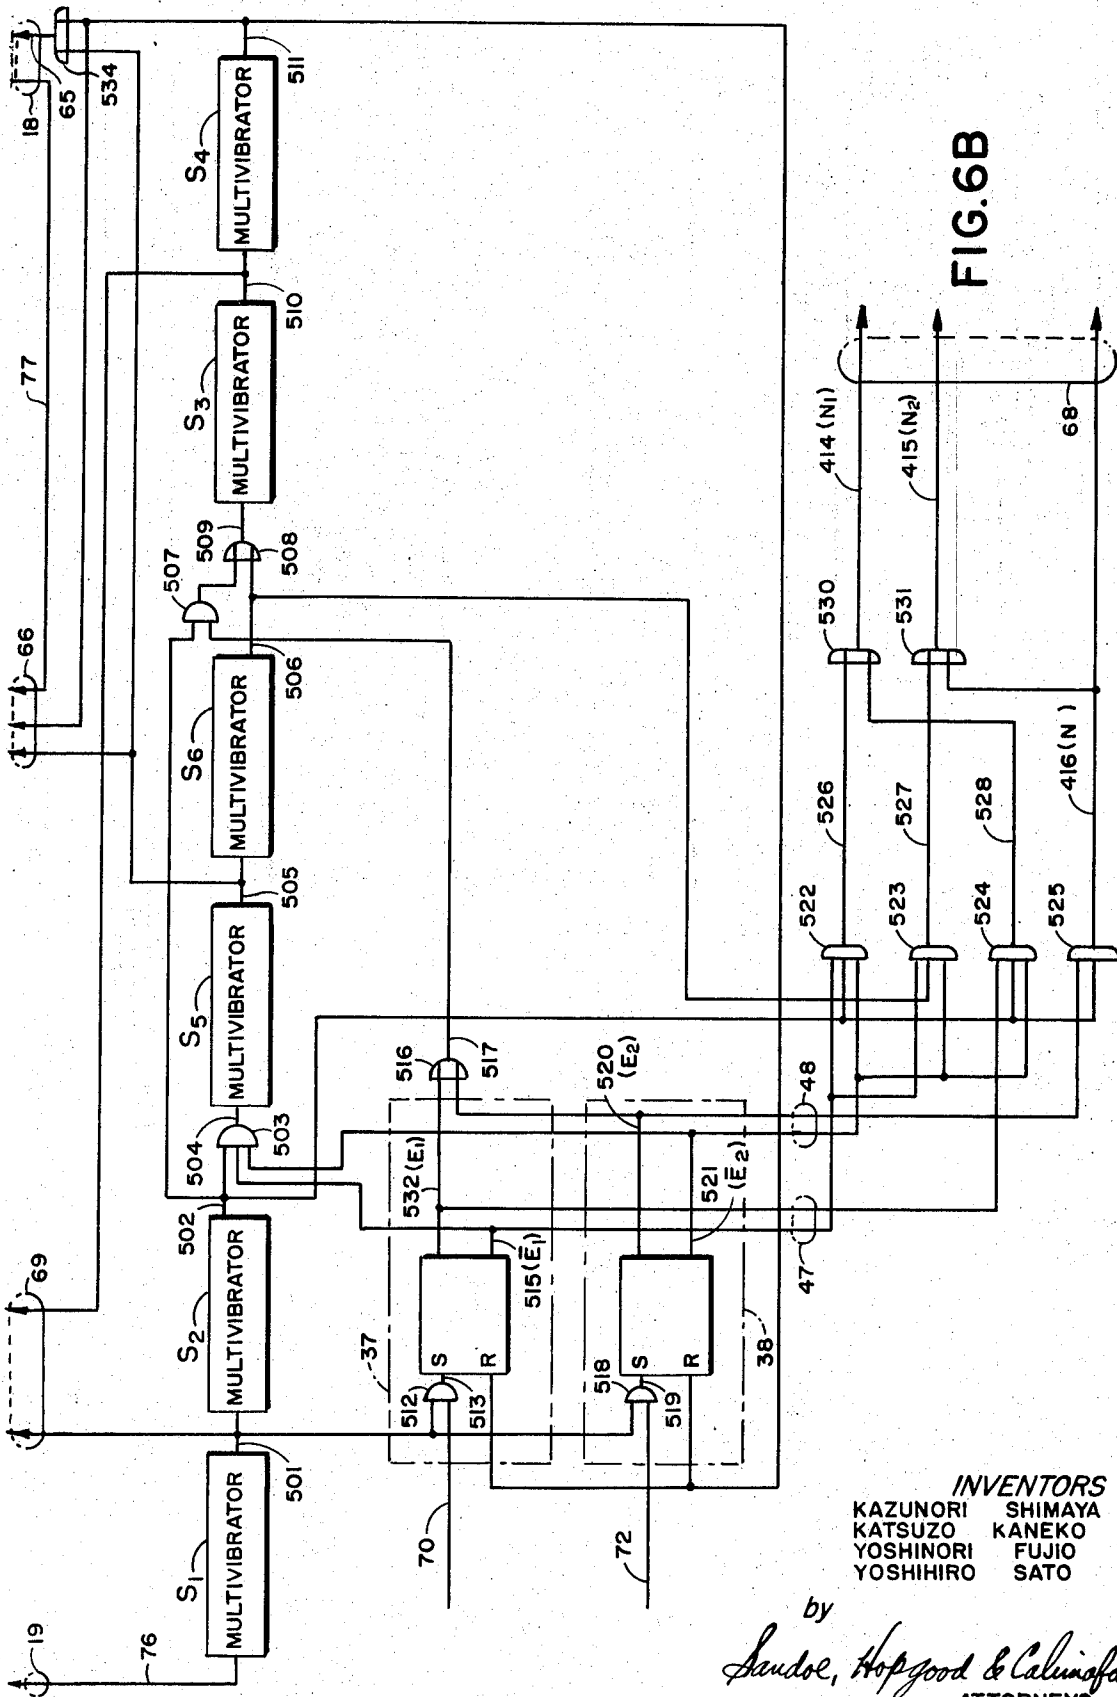 FIG.6B
19
76
S1
MULTIVIBRATOR
501
69
S2
MULTIVIBRATOR
502
504
503
S5
MULTIVIBRATOR
505
S6
MULTIVIBRATOR
506
66
507
508
509
77
S3
MULTIVIBRATOR
510
S4
MULTIVIBRATOR
511
18
65
534
70
512
513
37
S
R
532(E1)
515(Ē1)
516
517
72
518
519
38
S
R
520
(E2)
521
(Ē2)
47
48
522
523
524
525
526
527
528
416(N
530
531
414(N1)
415(N2)
68
INVENTORS
KAZUNORI SHIMAYA
KATSUZO KANEKO
YOSHINORI FUJIO
YOSHIHIRO SATO
by
Sandoe, Hopgood & Calimafde
ATTORNEYS